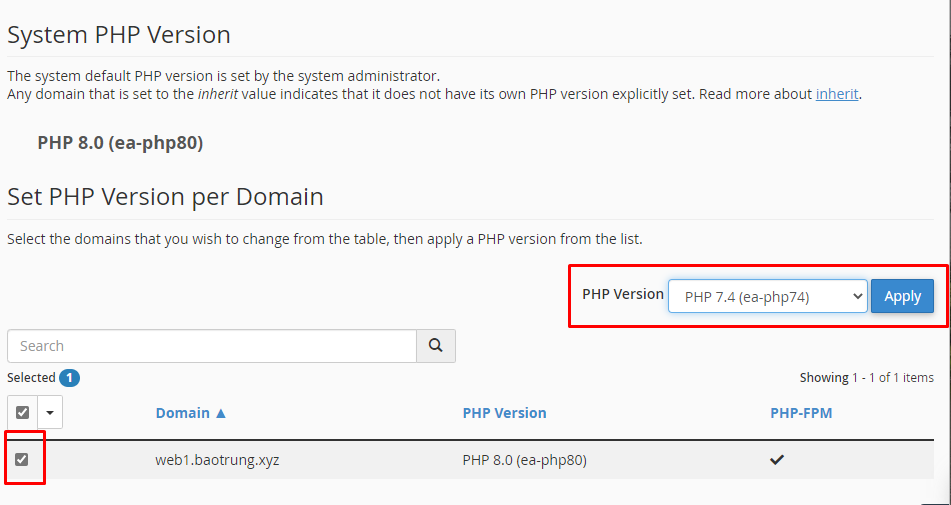 System PHP Version
The system default PHP version is set by the system administrator.
Any domain that is set to the inherit value indicates that it does not have its own PHP version explicitly set. Read more about inherit.
PHP 8.0 (ea-php80)
Set PHP Version per Domain
Select the domains that you wish to change from the table, then apply a PHP version from the list.
PHP Version PHP 7.4 (ea-php74) Apply
Search
Selected 1 Showing 1 - 1 of 1 items
Domain ▲ PHP Version PHP-FPM
web1.baotrung.xyz PHP 8.0 (ea-php80)